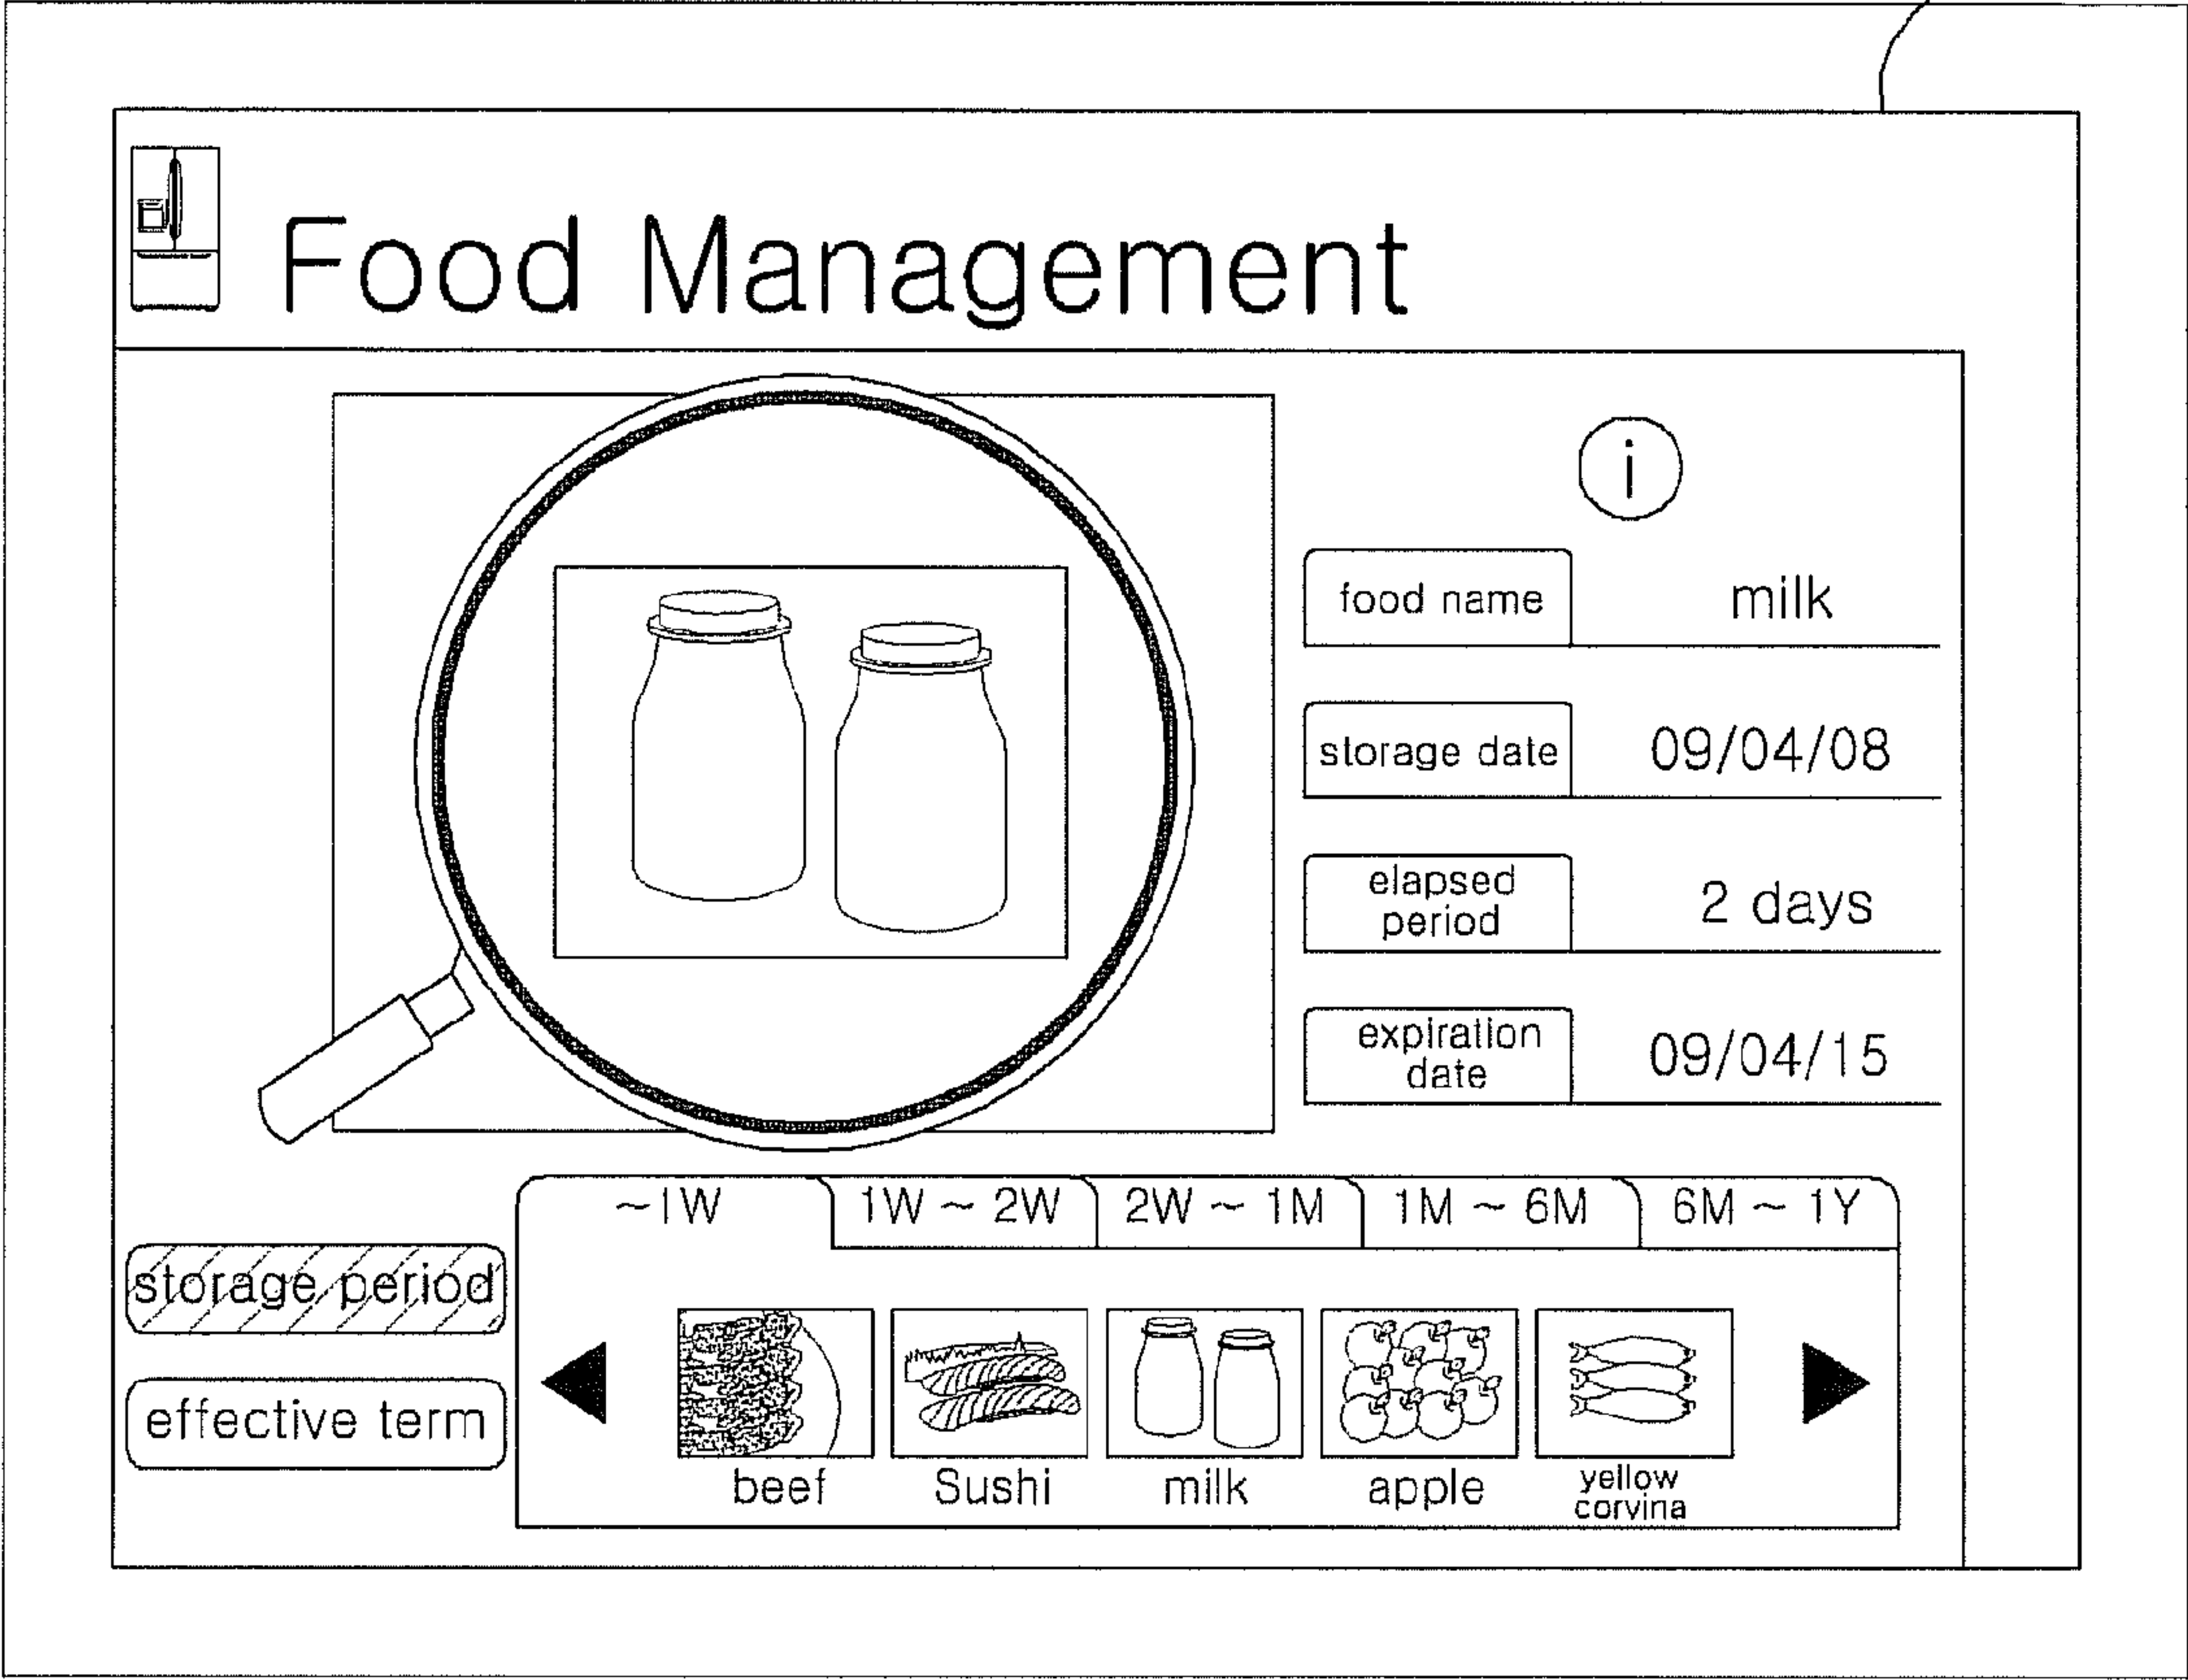 Food Management
i
food name
milk
storage date
09/04/08
elapsed
period
2 days
expiration
date
09/04/15
~1W
1W ~ 2W
2W ~ 1M
1M ~ 6M
6M ~ 1Y
storage period
effective term
beef
Sushi
milk
apple
yellow
corvina